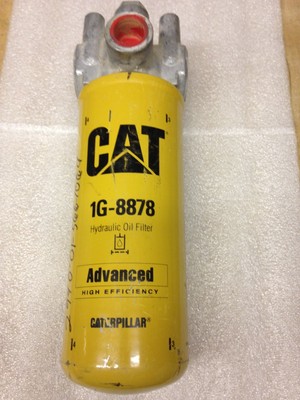 CAT
1G-8878
Hydraulic Oil Filter
Advanced
HIGH EFFICIENCY
CATERPILLAR®